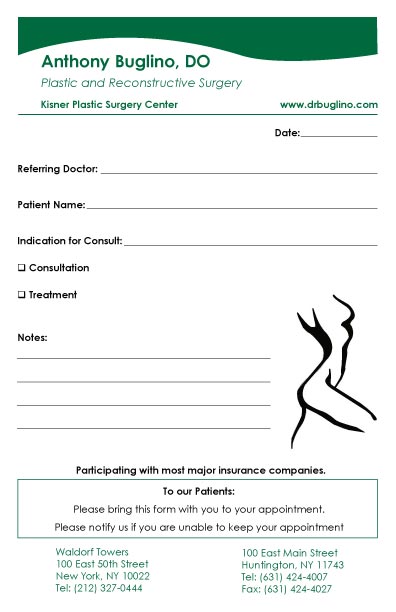 Anthony Buglino, DO
Plastic and Reconstructive Surgery
Kisner Plastic Surgery Center www.drbuglino.com
Date:
Referring Doctor:
Patient Name:
Indication for Consult:
❑ Consultation
❑ Treatment
Notes:
Participating with most major insurance companies.
To our Patients:
Please bring this form with you to your appointment.
Please notify us if you are unable to keep your appointment
Waldorf Towers
100 East 50th Street
New York, NY 10022
Tel: (212) 327-0444
100 East Main Street
Huntington, NY 11743
Tel: (631) 424-4007
Fax: (631) 424-4027